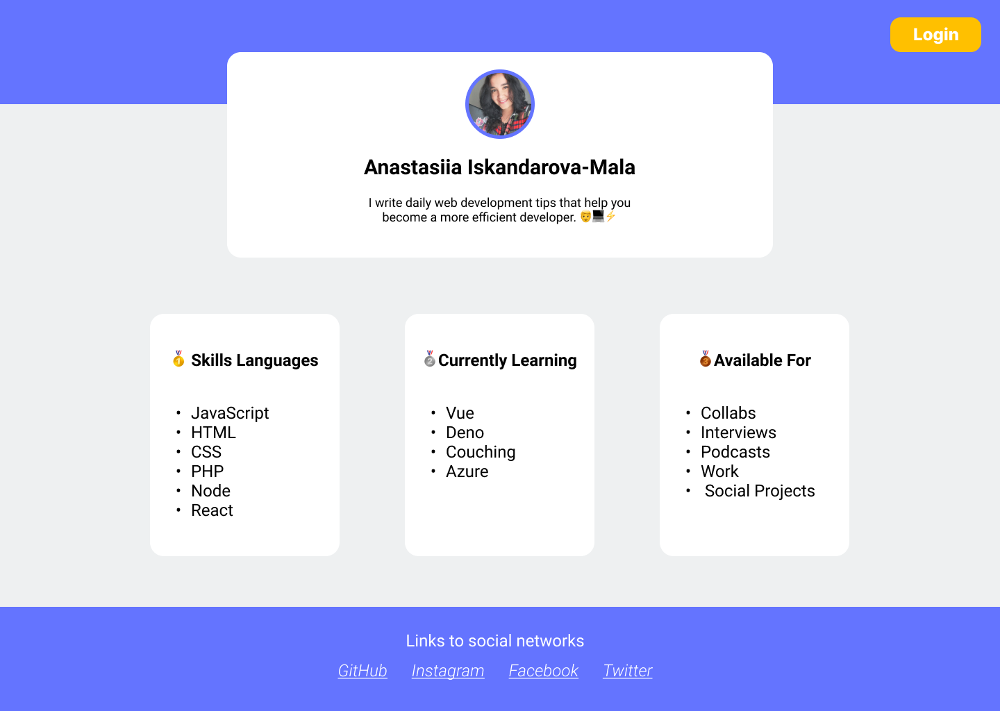 Login
Anastasiia Iskandarova-Mala
I write daily web development tips that help you
become a more efficient developer. 👨💻⚡
🥇 Skills Languages
• JavaScript
• HTML
• CSS
• PHP
• Node
• React
🥈Currently Learning
• Vue
• Deno
• Couching
• Azure
🥉Available For
• Collabs
• Interviews
• Podcasts
• Work
• Social Projects
Links to social networks
GitHub Instagram Facebook Twitter